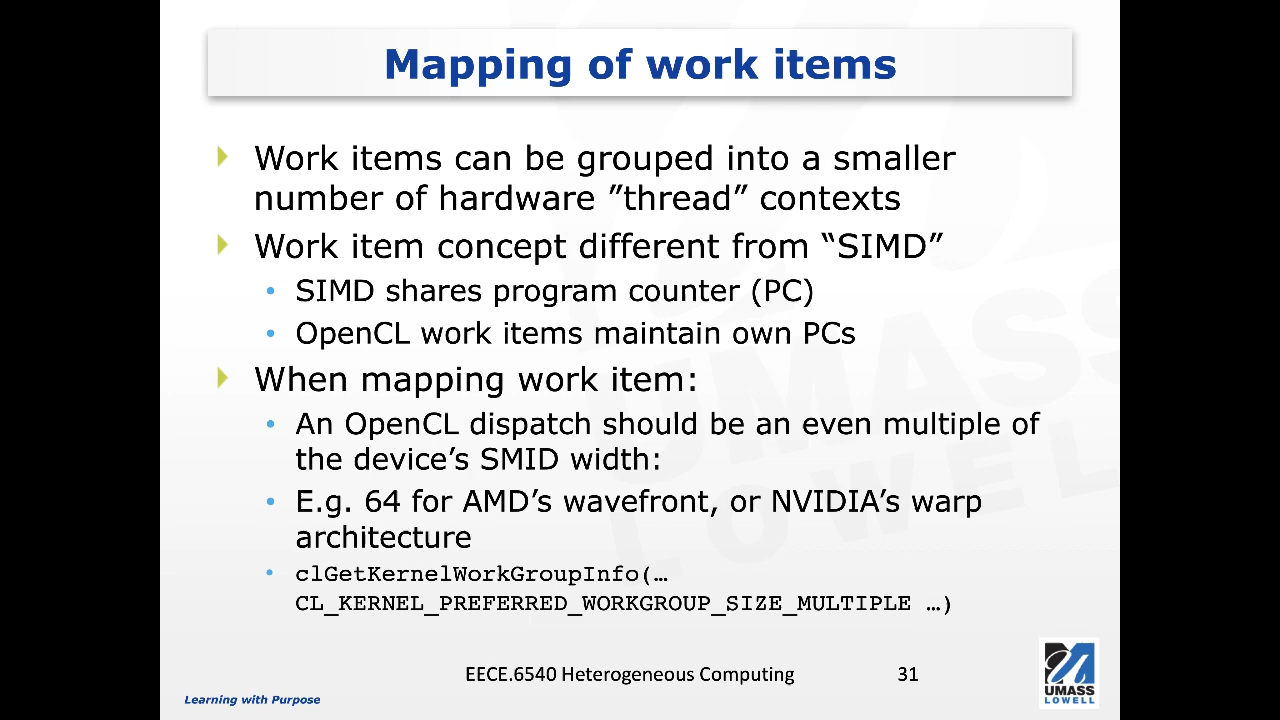 Mapping of work items
Work items can be grouped into a smaller
number of hardware ”thread” contexts
Work item concept different from “SIMD”
• SIMD shares program counter (PC)
• OpenCL work items maintain own PCs
When mapping work item:
• An OpenCL dispatch should be an even multiple of
the device’s SMID width:
• E.g. 64 for AMD’s wavefront, or NVIDIA’s warp
architecture
• clGetKernelWorkGroupInfo(…
CL_KERNEL_PREFERRED_WORKGROUP_SIZE_MULTIPLE …)
EECE.6540 Heterogeneous Computing 31
Learning with Purpose
UMASS
LOWELL
UMASS
LOWELL